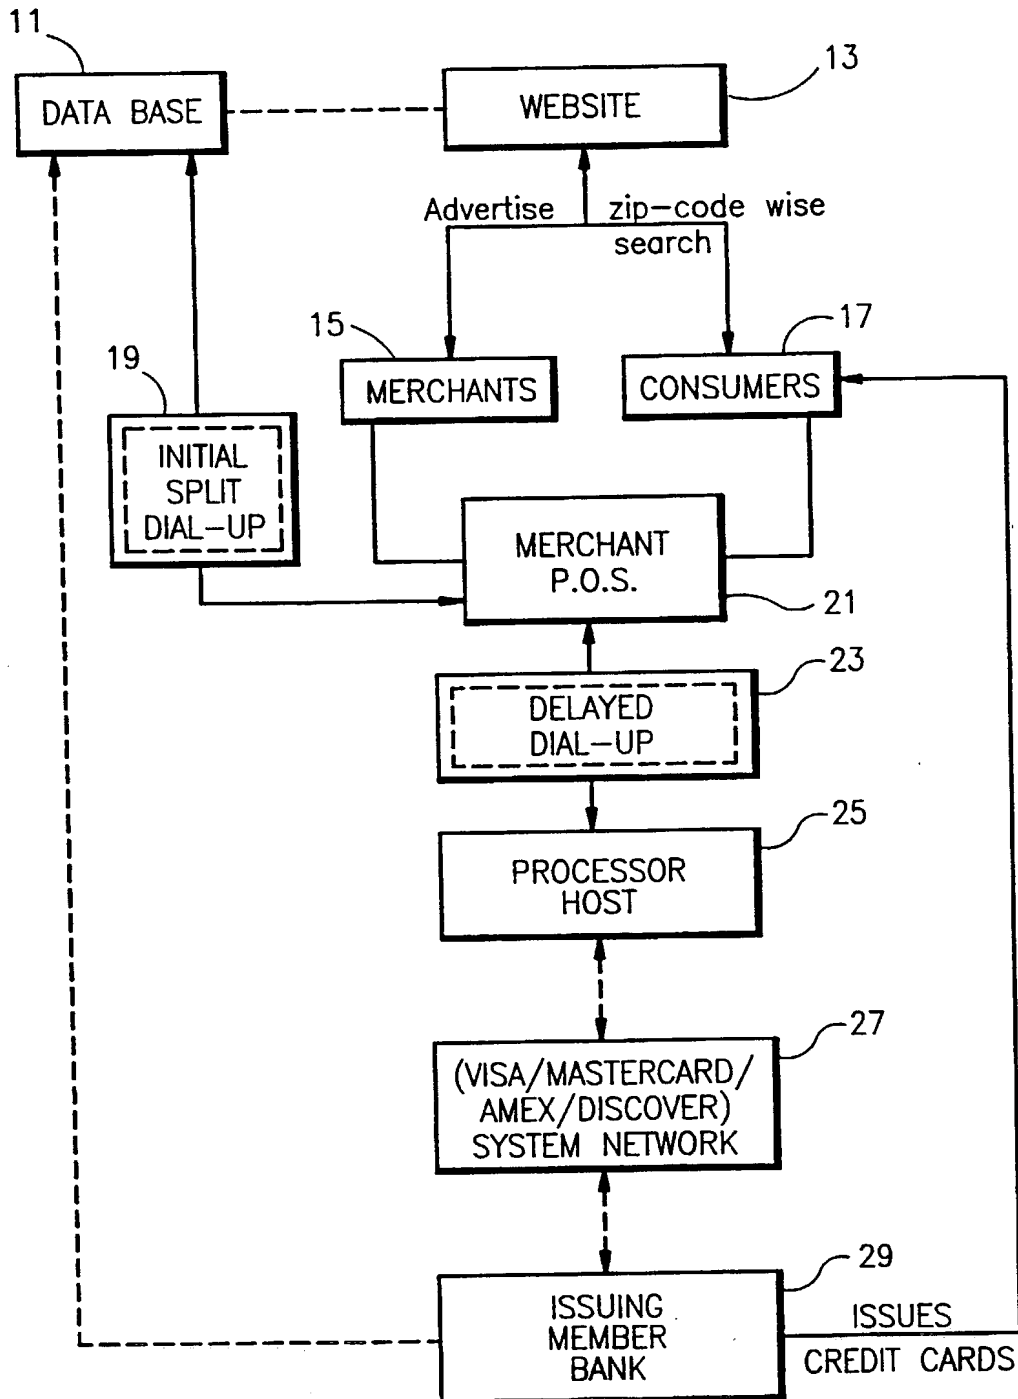 11
DATA BASE
WEBSITE
13
Advertise
zip-code wise
search
15
MERCHANTS
17
CONSUMERS
19
INITIAL
SPLIT
DIAL-UP
MERCHANT
P.O.S.
21
23
DELAYED
DIAL-UP
25
PROCESSOR
HOST
27
(VISA/MASTERCARD/
AMEX/DISCOVER)
SYSTEM NETWORK
29
ISSUING
MEMBER
BANK
ISSUES
CREDIT CARDS